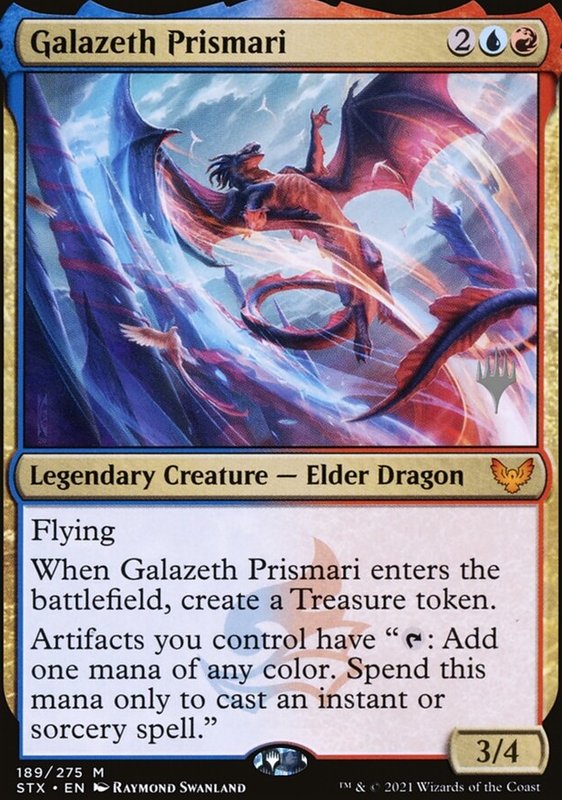 Galazeth Prismari 2
Legendary Creature — Elder Dragon
Flying
When Galazeth Prismari enters the
battlefield, create a Treasure token.
Artifacts you control have “: Add
one mana of any color. Spend this
mana only to cast an instant or
sorcery spell.”
3/4
189/275 M
STX • EN RAYMOND SWANLAND
™ & © 2021 Wizards of the Coast